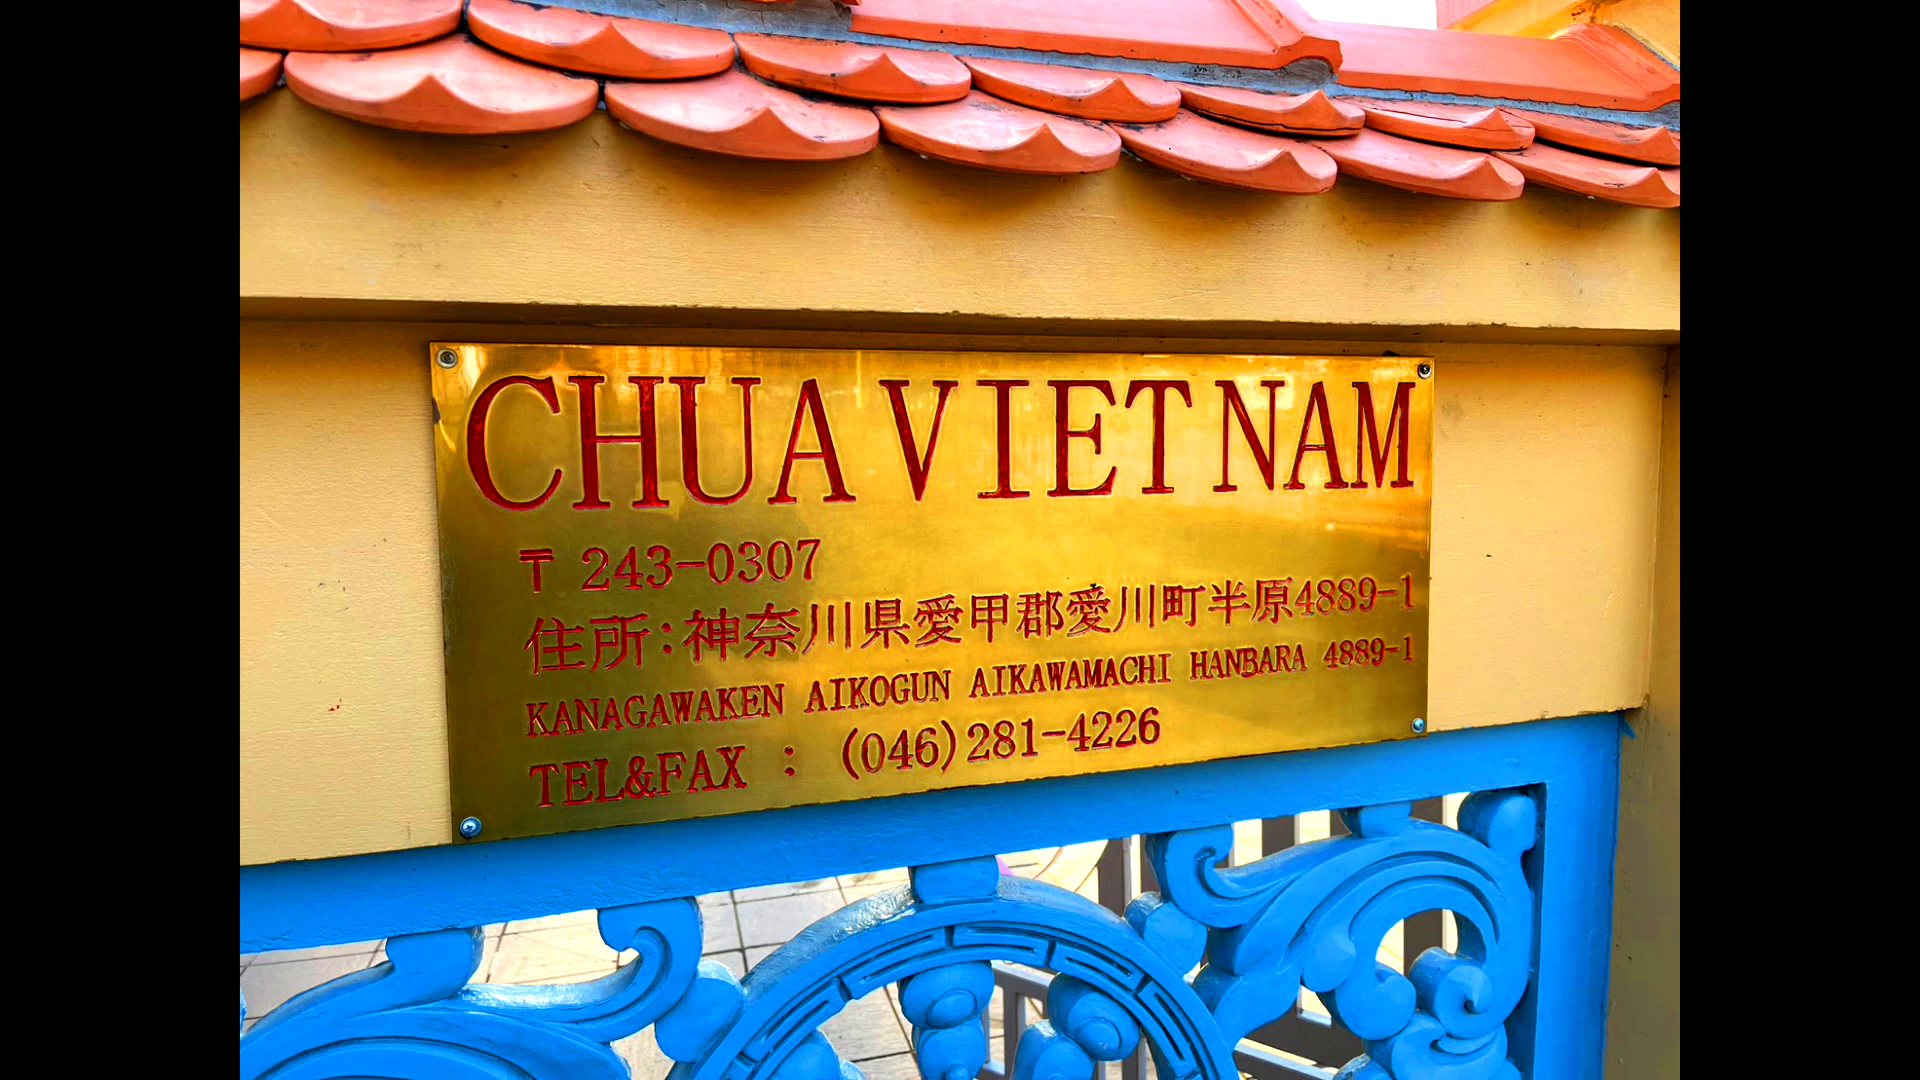 CHUA VIET NAM
〒 243-0307
住所:神奈川県愛甲郡愛川町半原4889-1
KANAGAWAKEN AIKOGUN AIKAWAMACHI HANBARA 4889-1
TEL&FAX : (046)281-4226